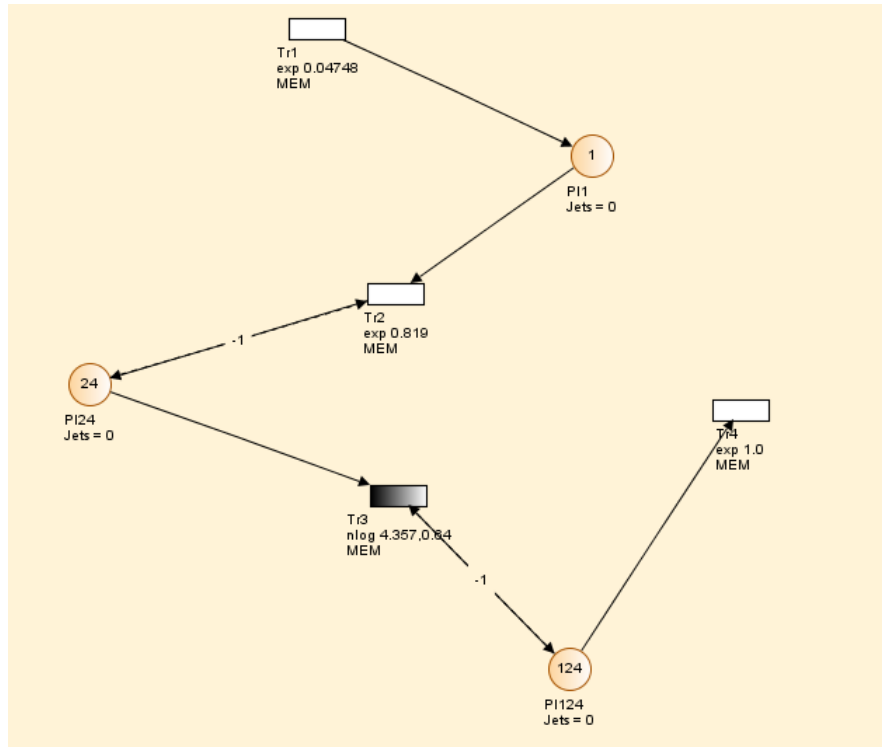 Tr1
exp 0.04748
MEM
1
Pl1
Jets = 0
Tr2
exp 0.819
MEM
-1
24
Pl24
Jets = 0
Tr4
exp 1.0
MEM
Tr3
nlog 4.357,0.64
MEM
-1
124
Pl124
Jets = 0